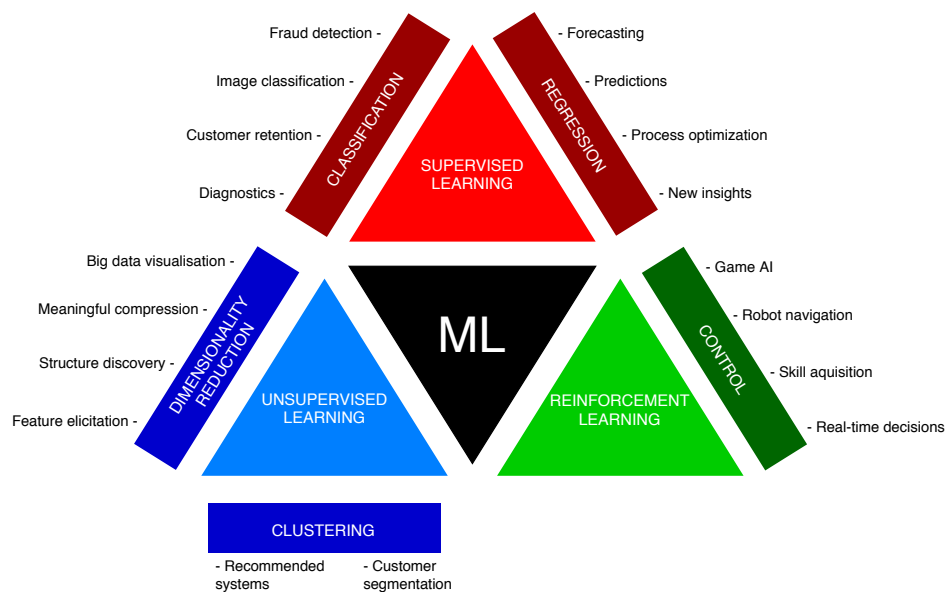 Fraud detection -
Image classification -
Customer retention -
Diagnostics -
CLASSIFICATION
- Forecasting
- Predictions
- Process optimization
- New insights
REGRESSION
SUPERVISED
LEARNING
Big data visualisation -
Meaningful compression -
Structure discovery -
Feature elicitation -
DIMENSIONALITY
REDUCTION
UNSUPERVISED
LEARNING
ML
REINFORCEMENT
LEARNING
CONTROL
- Game AI
- Robot navigation
- Skill aquisition
- Real-time decisions
CLUSTERING
- Recommended
systems
- Customer
segmentation